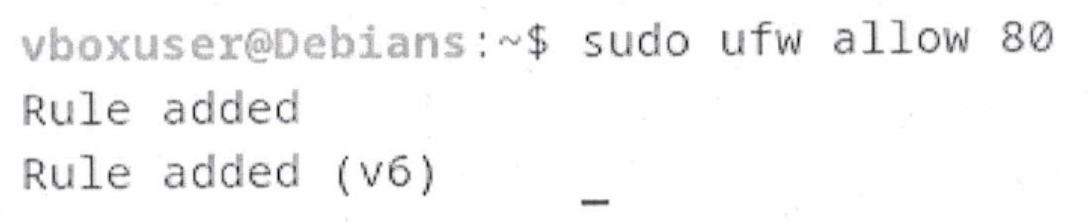 vboxuser@Debians:~$ sudo ufw allow 80
Rule added
Rule added (v6)